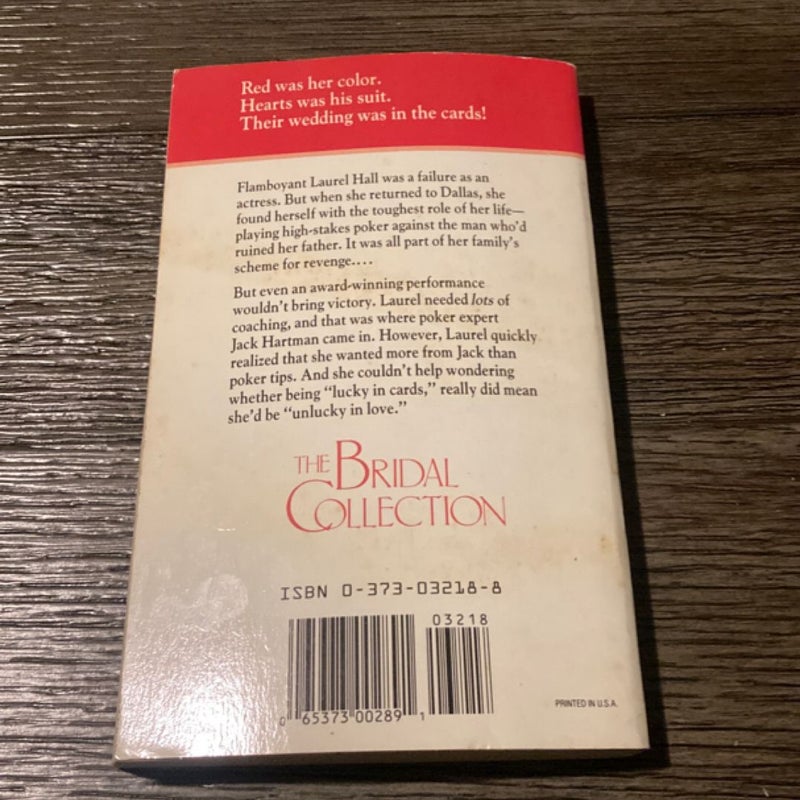 Red was her color.
Hearts was his suit.
Their wedding was in the cards!
Flamboyant Laurel Hall was a failure as an
actress. But when she returned to Dallas, she
found herself with the toughest role of her life—
playing high-stakes poker against the man who'd
ruined her father. It was all part of her family's
scheme for revenge....
But even an award-winning performance
wouldn't bring victory. Laurel needed lots of
coaching, and that was where poker expert
Jack Hartman came in. However, Laurel quickly
realized that she wanted more from Jack than
poker tips. And she couldn't help wondering
whether being "lucky in cards," really did mean
she'd be "unlucky in love."
THE BRIDAL
COLLECTION
ISBN 0-373-03218-8
03218
0 65373 00289 1
PRINTED IN U.S.A.